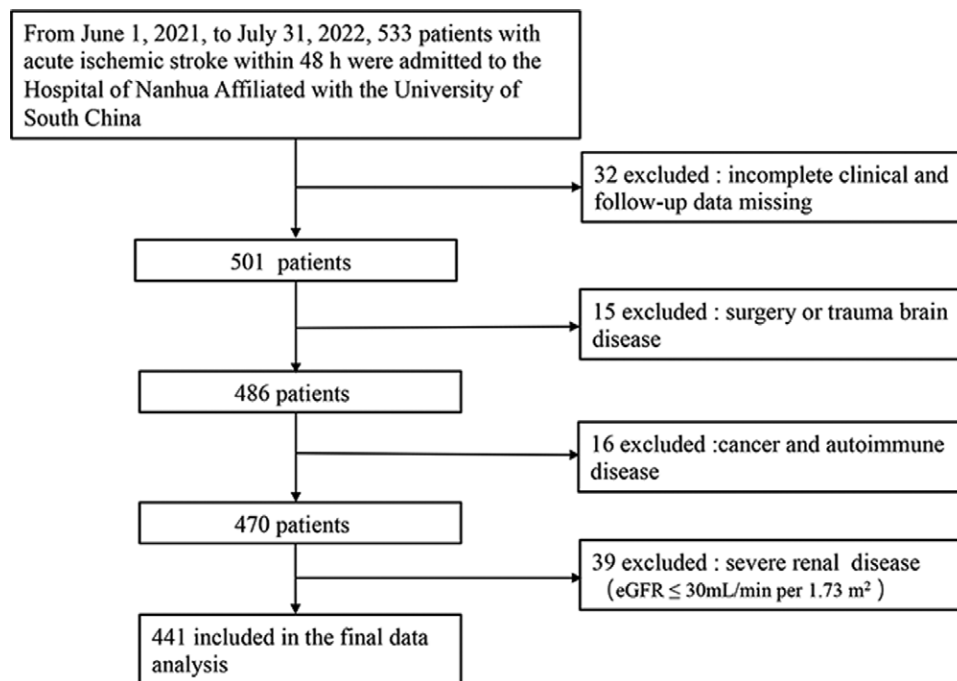 From June 1, 2021, to July 31, 2022, 533 patients with
acute ischemic stroke within 48 h were admitted to the
Hospital of Nanhua Affiliated with the University of
South China
32 excluded : incomplete clinical and
follow-up data missing
501 patients
15 excluded : surgery or trauma brain
disease
486 patients
16 excluded :cancer and autoimmune
disease
470 patients
39 excluded : severe renal disease
（eGFR ≤ 30mL/min per 1.73 m²）
441 included in the final data
analysis